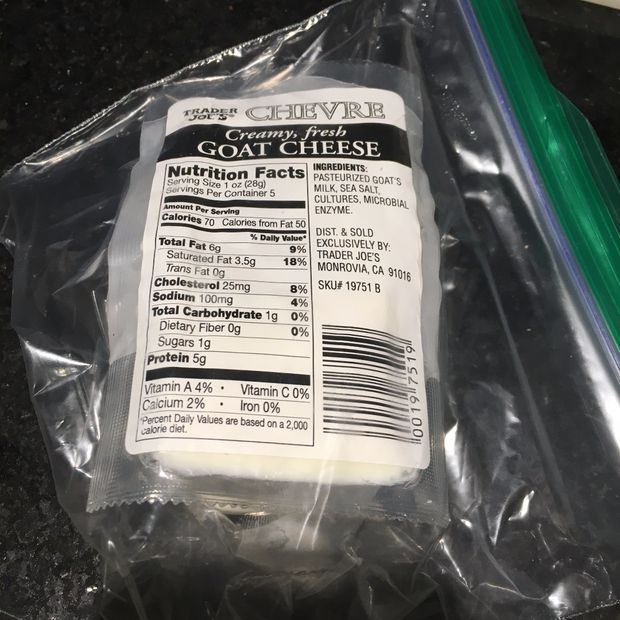 TRADER
JOE'S
CHEVRE
Creamy, fresh
GOAT CHEESE
Nutrition Facts
Serving Size 1 oz (28g)
Servings Per Container 5
Amount Per Serving
Calories 70 Calories from Fat 50
% Daily Value*
Total Fat 6g 9%
Saturated Fat 3.5g 18%
Trans Fat 0g
Cholesterol 25mg 8%
Sodium 100mg 4%
Total Carbohydrate 1g 0%
Dietary Fiber 0g 0%
Sugars 1g
Protein 5g
Vitamin A 4% • Vitamin C 0%
Calcium 2% • Iron 0%
*Percent Daily Values are based on a 2,000
calorie diet.
INGREDIENTS:
PASTEURIZED GOAT'S
MILK, SEA SALT,
CULTURES, MICROBIAL
ENZYME.
DIST. & SOLD
EXCLUSIVELY BY:
TRADER JOE'S
MONROVIA, CA 91016
SKU# 19751 B
0019 7519